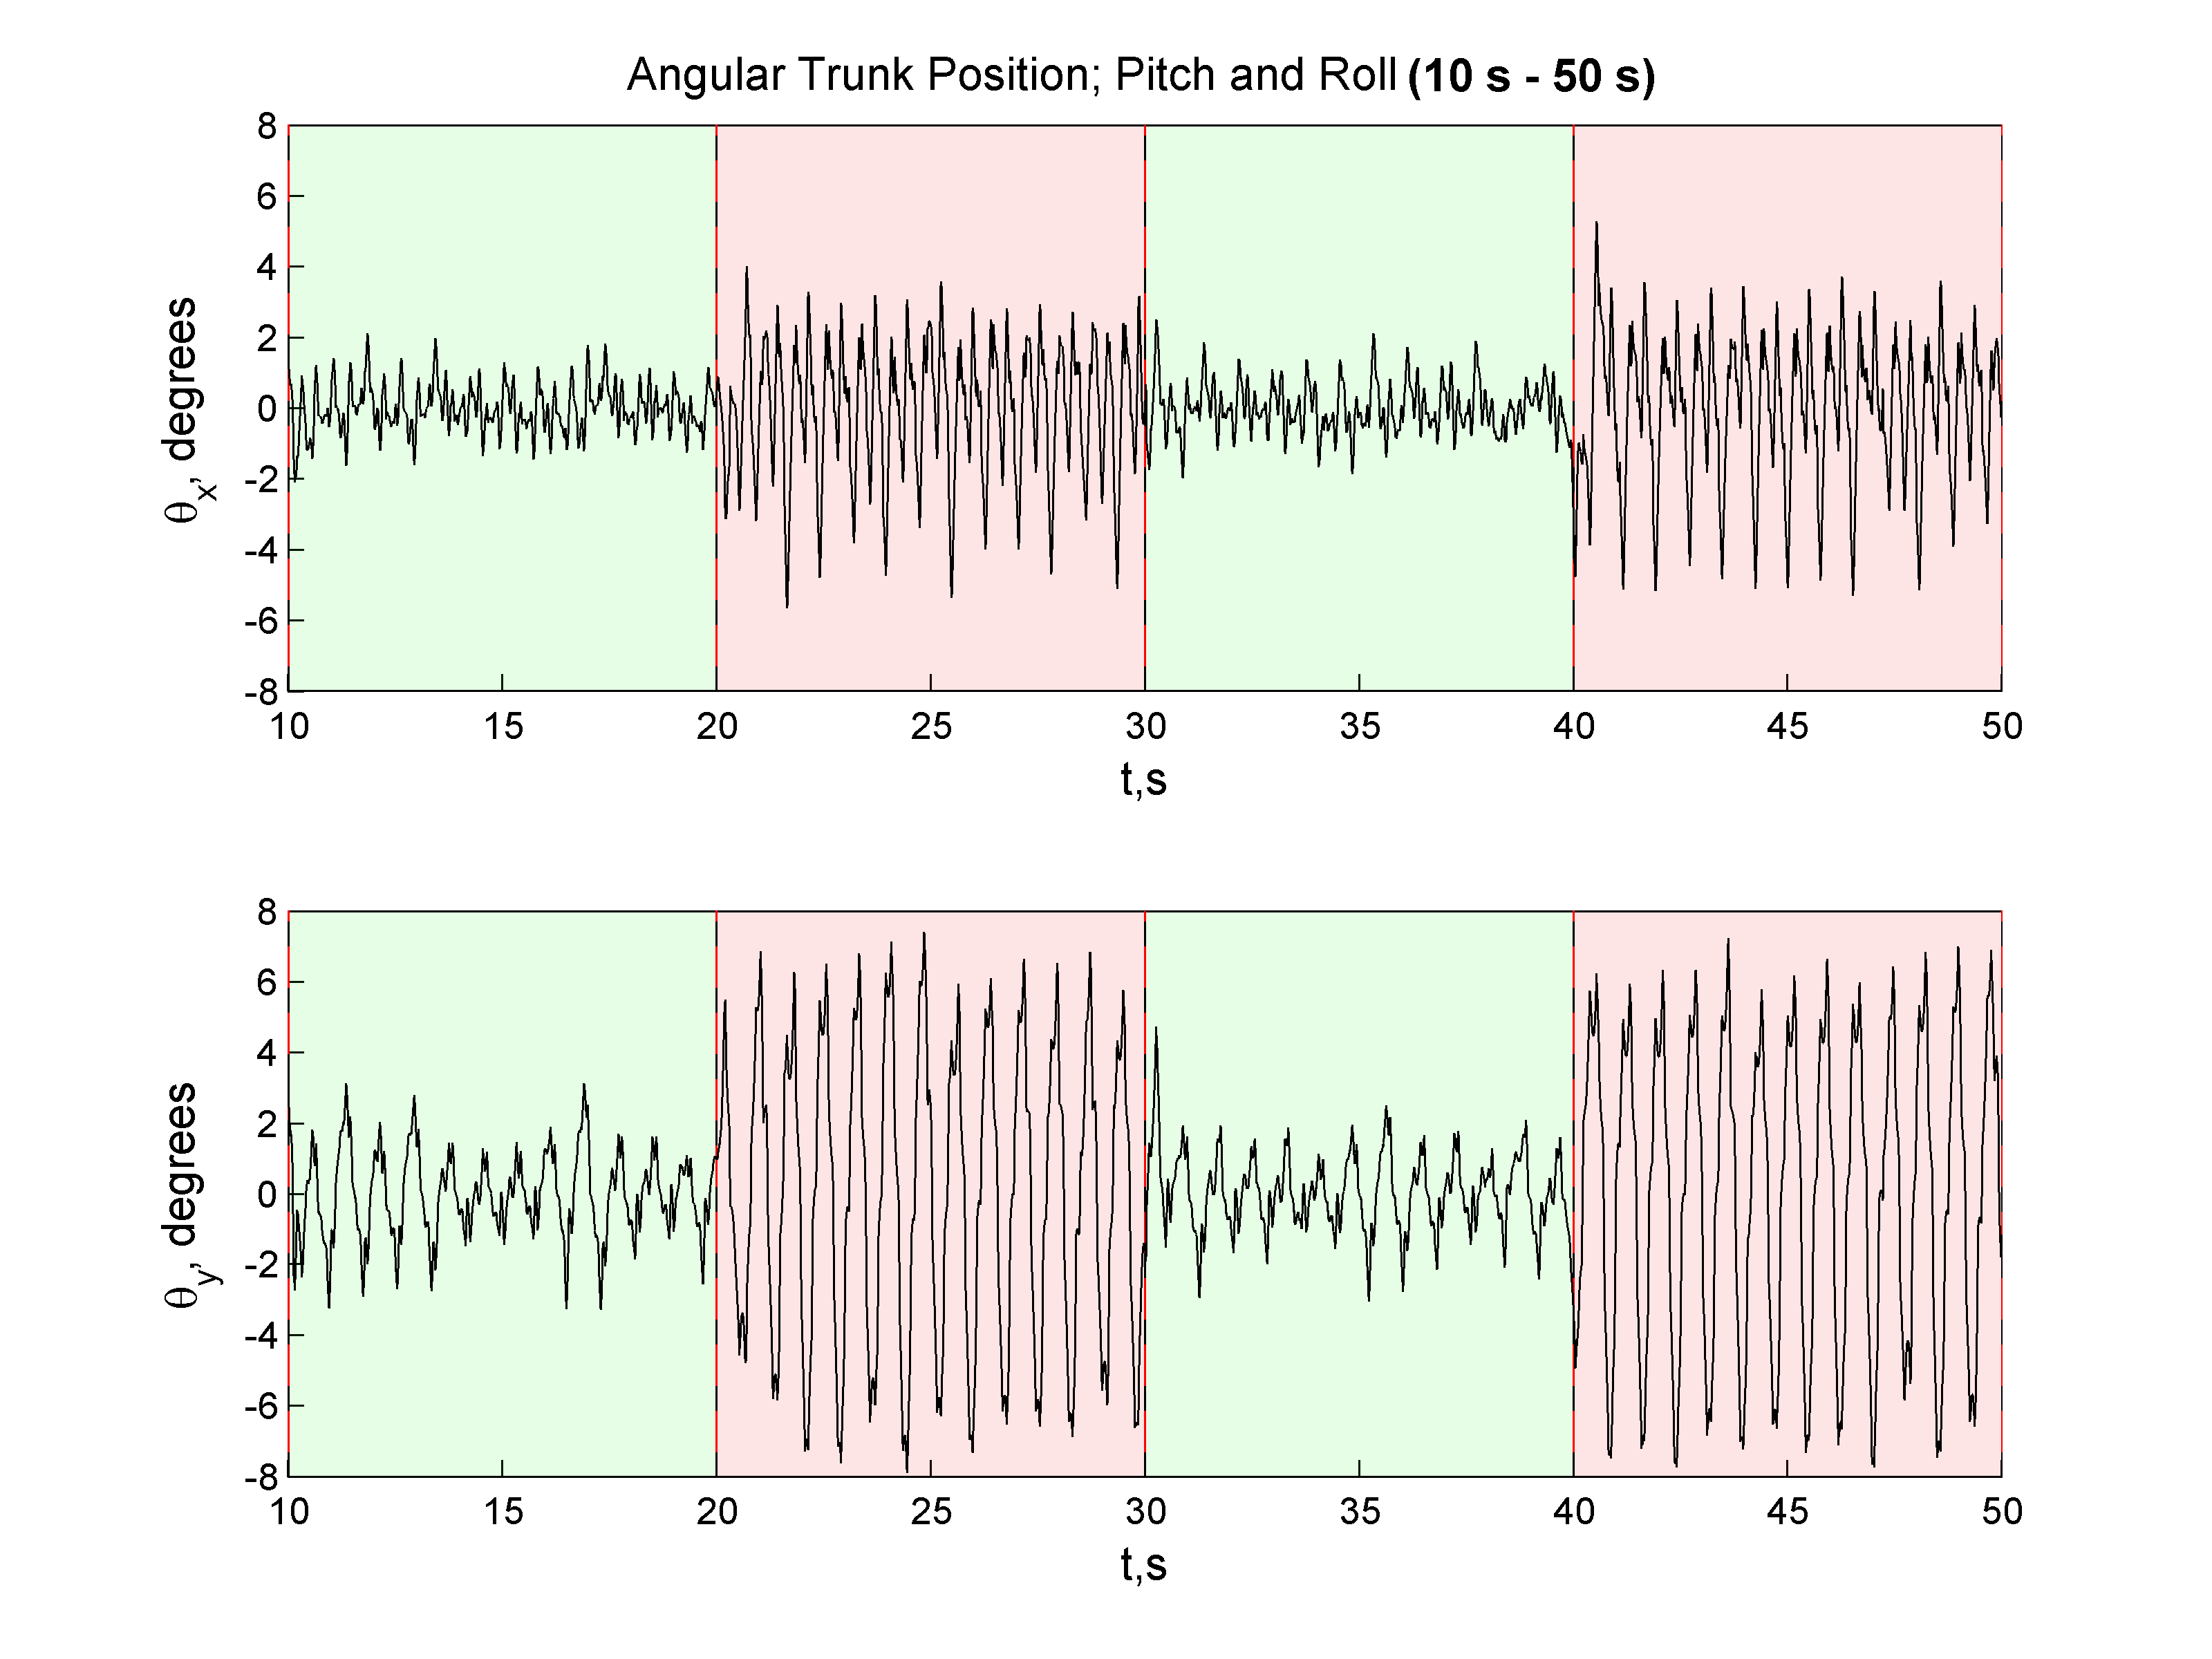 Angular Trunk Position; Pitch and Roll (10 s - 50 s)
8
6
4
2
0
-2
-4
-6
-8
θx, degrees
10 15 20 25 30 35 40 45 50
t,s
8
6
4
2
0
-2
-4
-6
-8
θy, degrees
10 15 20 25 30 35 40 45 50
t,s